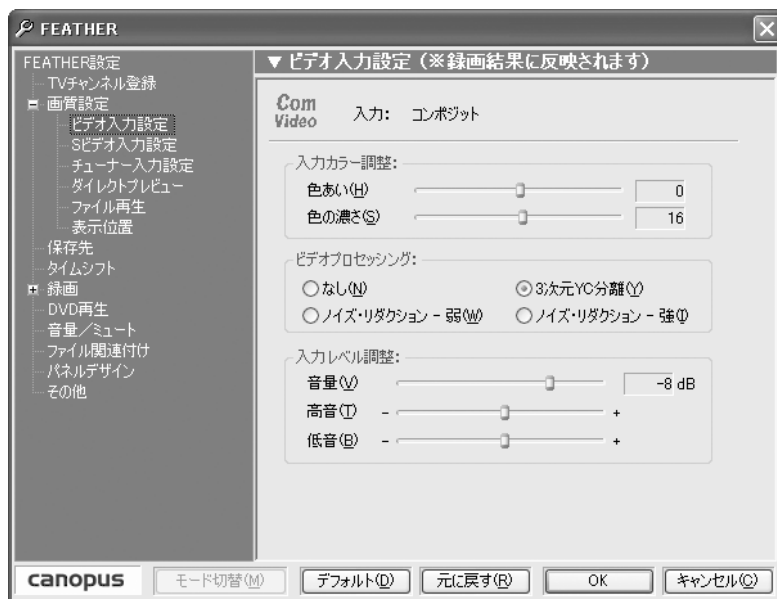 FEATHER
FEATHER設定
TVチャンネル登録
画質設定
ビデオ入力設定
Sビデオ入力設定
チューナー入力設定
ダイレクトプレビュー
ファイル再生
表示位置
保存先
タイムシフト
録画
DVD再生
音量／ミュート
ファイル関連付け
パネルデザイン
その他
▼ ビデオ入力設定（※録画結果に反映されます）
Com
Video
入力: コンポジット
入力カラー調整:
色あい(H) 0
色の濃さ(S) 16
ビデオプロセッシング:
なし(N) 3次元YC分離(Y)
ノイズ・リダクション - 弱(W) ノイズ・リダクション - 強(I)
入力レベル調整:
音量(V) -8 dB
高音(T) - +
低音(B) - +
canopus モード切替(M) デフォルト(D) 元に戻す(R) OK キャンセル(C)